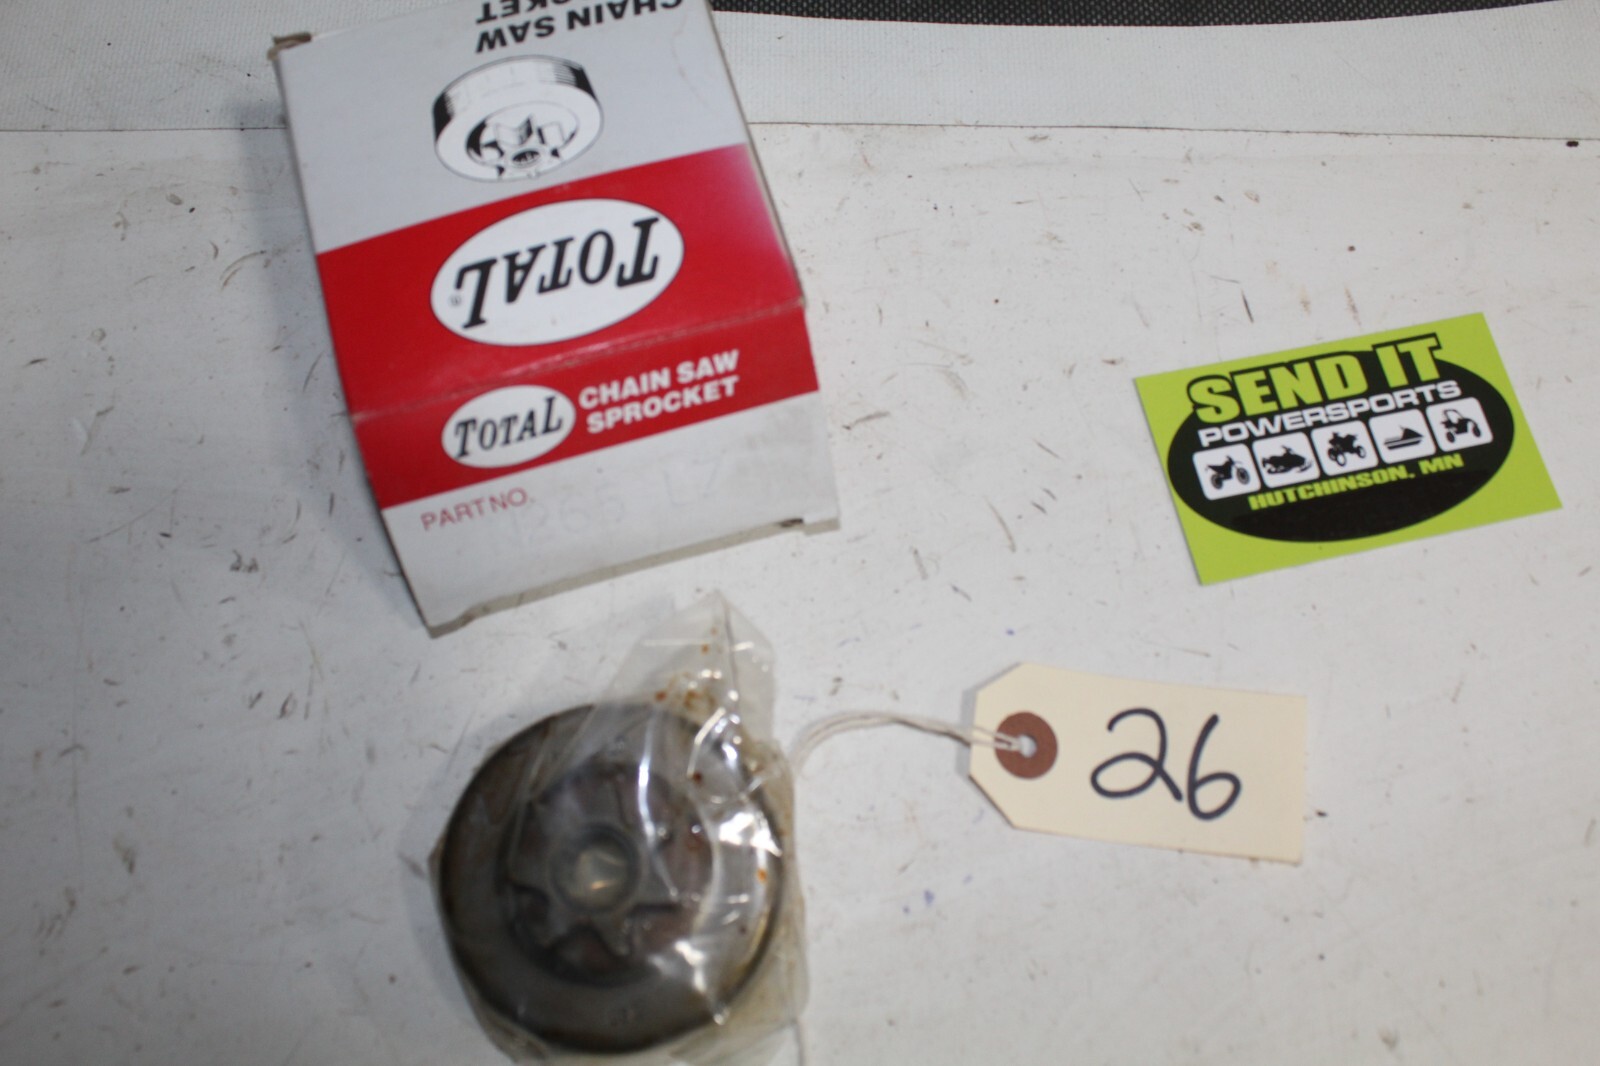 CHAIN SAW
TOTAL
®
TOTAL
CHAIN SAW
SPROCKET
PART NO.
SEND IT
POWERSPORTS
HUTCHINSON, MN
26